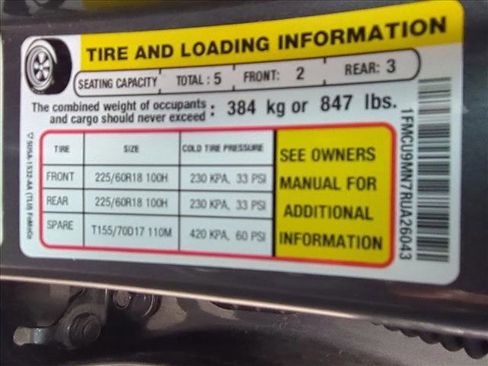 TIRE AND LOADING INFORMATION
SEATING CAPACITY TOTAL: 5 FRONT: 2 REAR: 3
The combined weight of occupants
and cargo should never exceed : 384 kg or 847 lbs.
TIRE SIZE COLD TIRE PRESSURE
FRONT 225/60R18 100H 230 KPA, 33 PSI
REAR 225/60R18 100H 230 KPA, 33 PSI
SPARE T155/70D17 110M 420 KPA, 60 PSI
SEE OWNERS
MANUAL FOR
ADDITIONAL
INFORMATION
1FMCU9MN7RUA26043